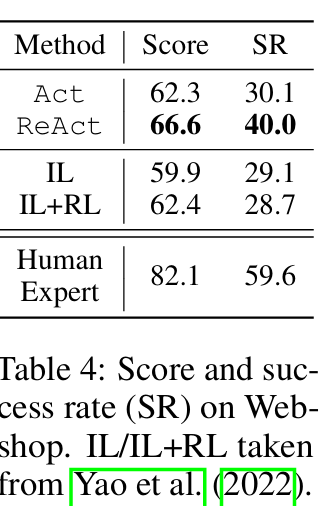 Method Score SR
Act 62.3 30.1
ReAct 66.6 40.0
IL 59.9 29.1
IL+RL 62.4 28.7
Human
Expert 82.1 59.6
Table 4: Score and suc-
cess rate (SR) on Web-
shop. IL/IL+RL taken
from Yao et al. (2022).